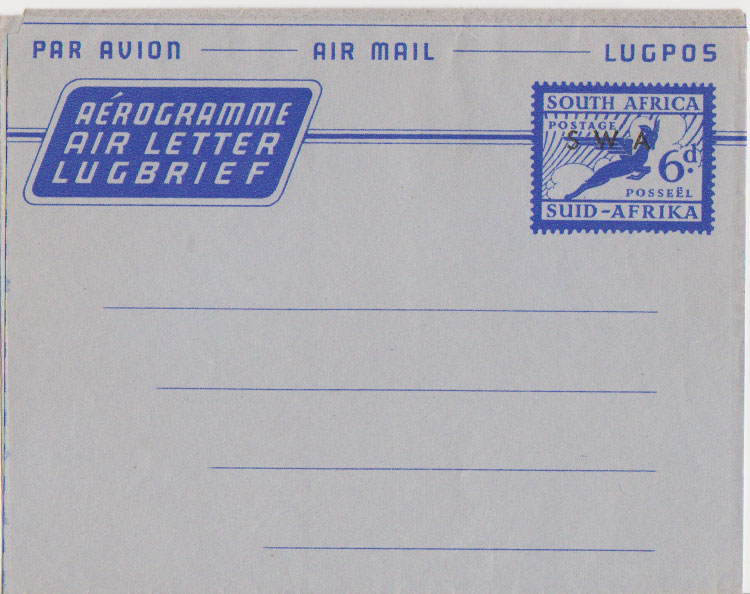 PAR AVION AIR MAIL LUGPOS
AÉROGRAMME
AIR LETTER
LUGBRIEF
SOUTH AFRICA
POSTAGE
S W A
6d.
POSSEËL
SUID-AFRIKA